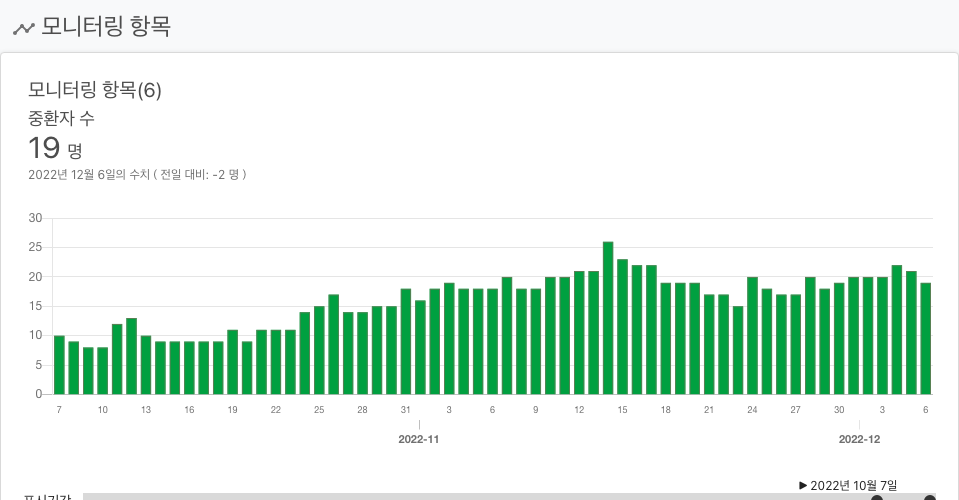 모니터링 항목
모니터링 항목(6)
중환자 수
19 명
2022년 12월 6일의 수치 ( 전일 대비: -2 명 )
30
25
20
15
10
5
0
7 10 13 16 19 22 25 28 31 3 6 9 12 15 18 21 24 27 30 3 6
2022-11 2022-12
▶ 2022년 10월 7일
표시기간